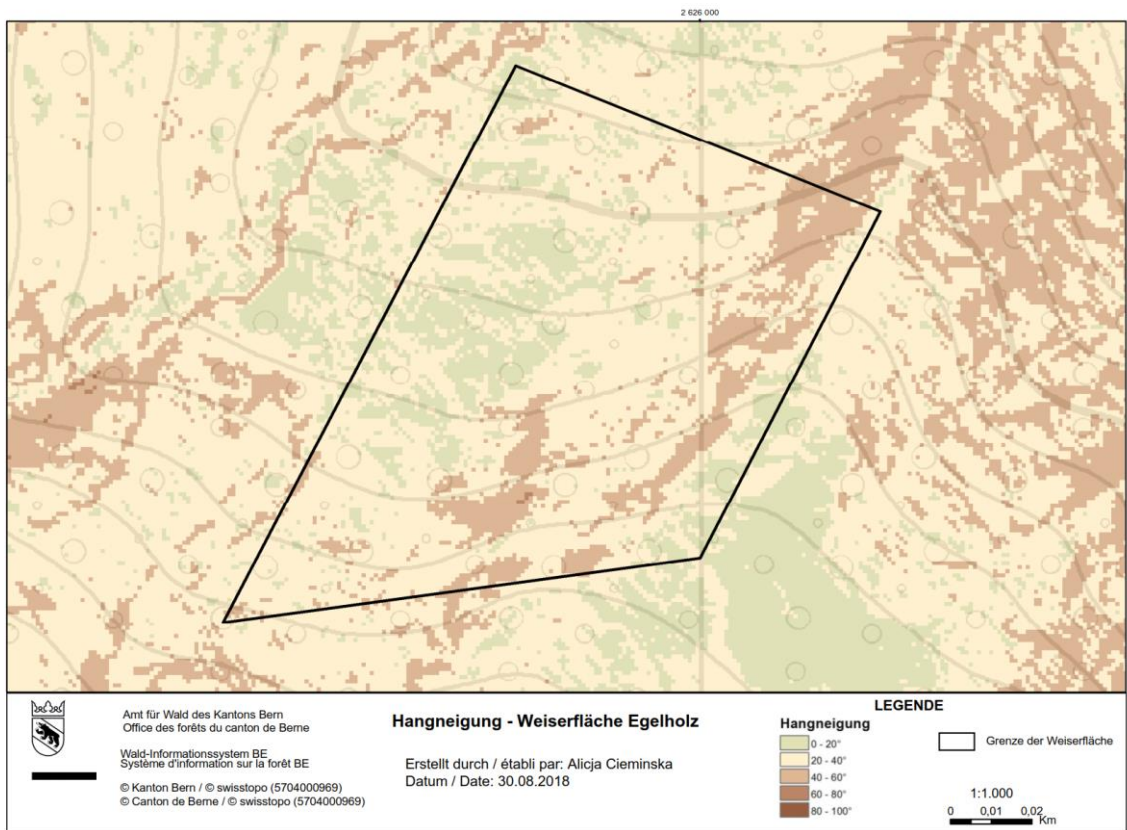 2 626 000
Amt für Wald des Kantons Bern
Office des forêts du canton de Berne
Wald-Informationssystem BE
Système d'information sur la forêt BE
© Kanton Bern / © swisstopo (5704000969)
© Canton de Berne / © swisstopo (5704000969)
Hangneigung - Weiserfläche Egelholz
Erstellt durch / établi par: Alicja Cieminska
Datum / Date: 30.08.2018
LEGENDE
Hangneigung
0 - 20°
20 - 40°
40 - 60°
60 - 80°
80 - 100°
Grenze der Weiserfläche
1:1.000
0 0,01 0,02
Km